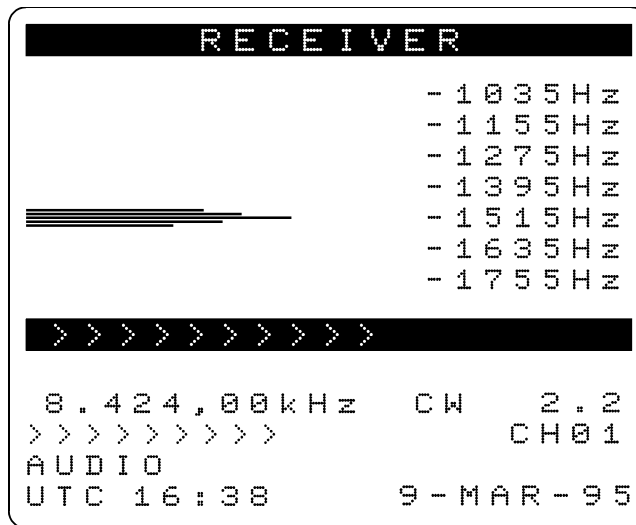 RECEIVER
-1035Hz
-1155Hz
-1275Hz
-1395Hz
-1515Hz
-1635Hz
-1755Hz
>>>>>>>>>>
8.424,00kHz CW 2.2
>>>>>>>>> CH01
AUDIO
UTC 16:38 9-MAR-95